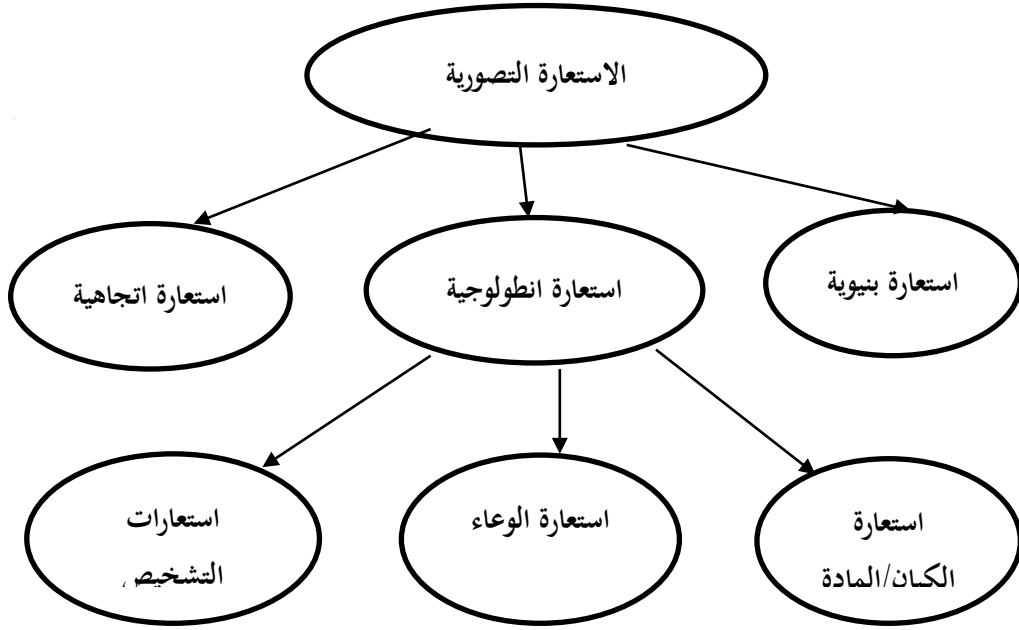 الاستعارة التصورية
استعارة بنيوية
استعارة انطولوجية
استعارة اتجاهية
استعارة
الكيان/المادة
استعارة الوعاء
استعارات
التشخيص